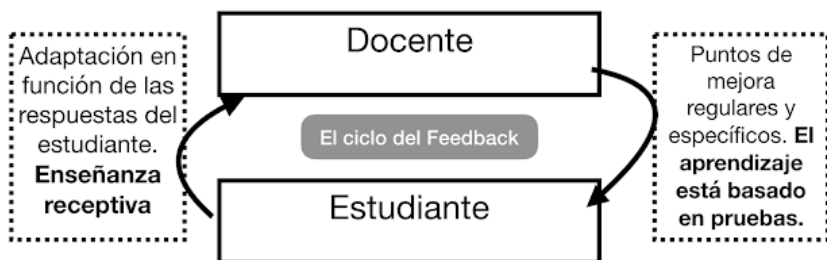 Docente
Adaptación en
función de las
respuestas del
estudiante.
Enseñanza
receptiva
El ciclo del Feedback
Puntos de
mejora
regulares y
específicos. El
aprendizaje
está basado
en pruebas.
Estudiante